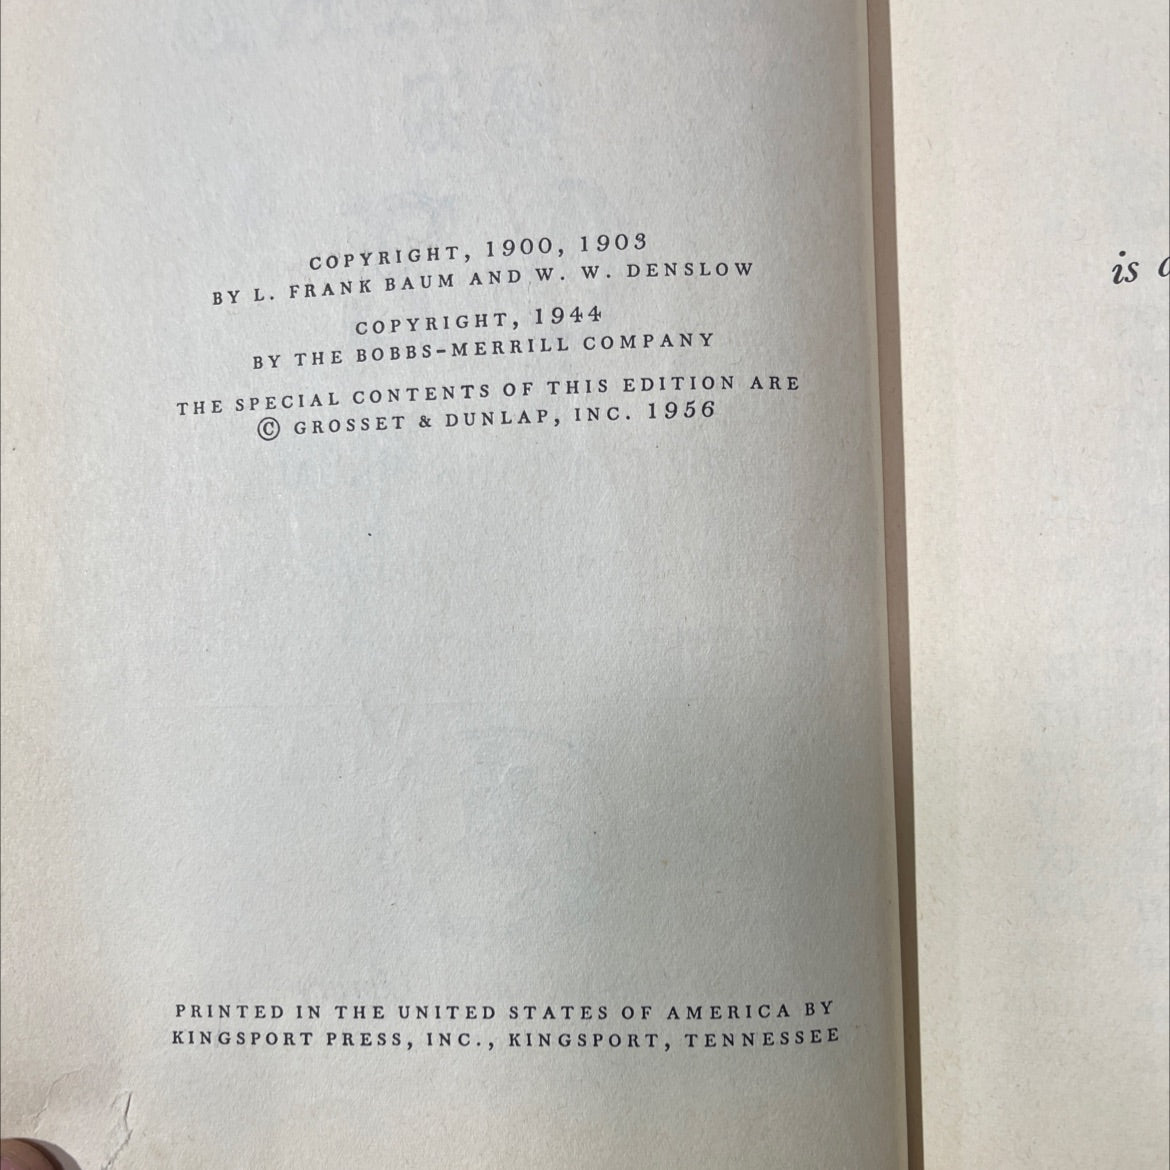 COPYRIGHT, 1900, 1903
BY L. FRANK BAUM AND W. W. DENSLOW
COPYRIGHT, 1944
BY THE BOBBS-MERRILL COMPANY
THE SPECIAL CONTENTS OF THIS EDITION ARE
© GROSSET & DUNLAP, INC. 1956
PRINTED IN THE UNITED STATES OF AMERICA BY
KINGSPORT PRESS, INC., KINGSPORT, TENNESSEE
is